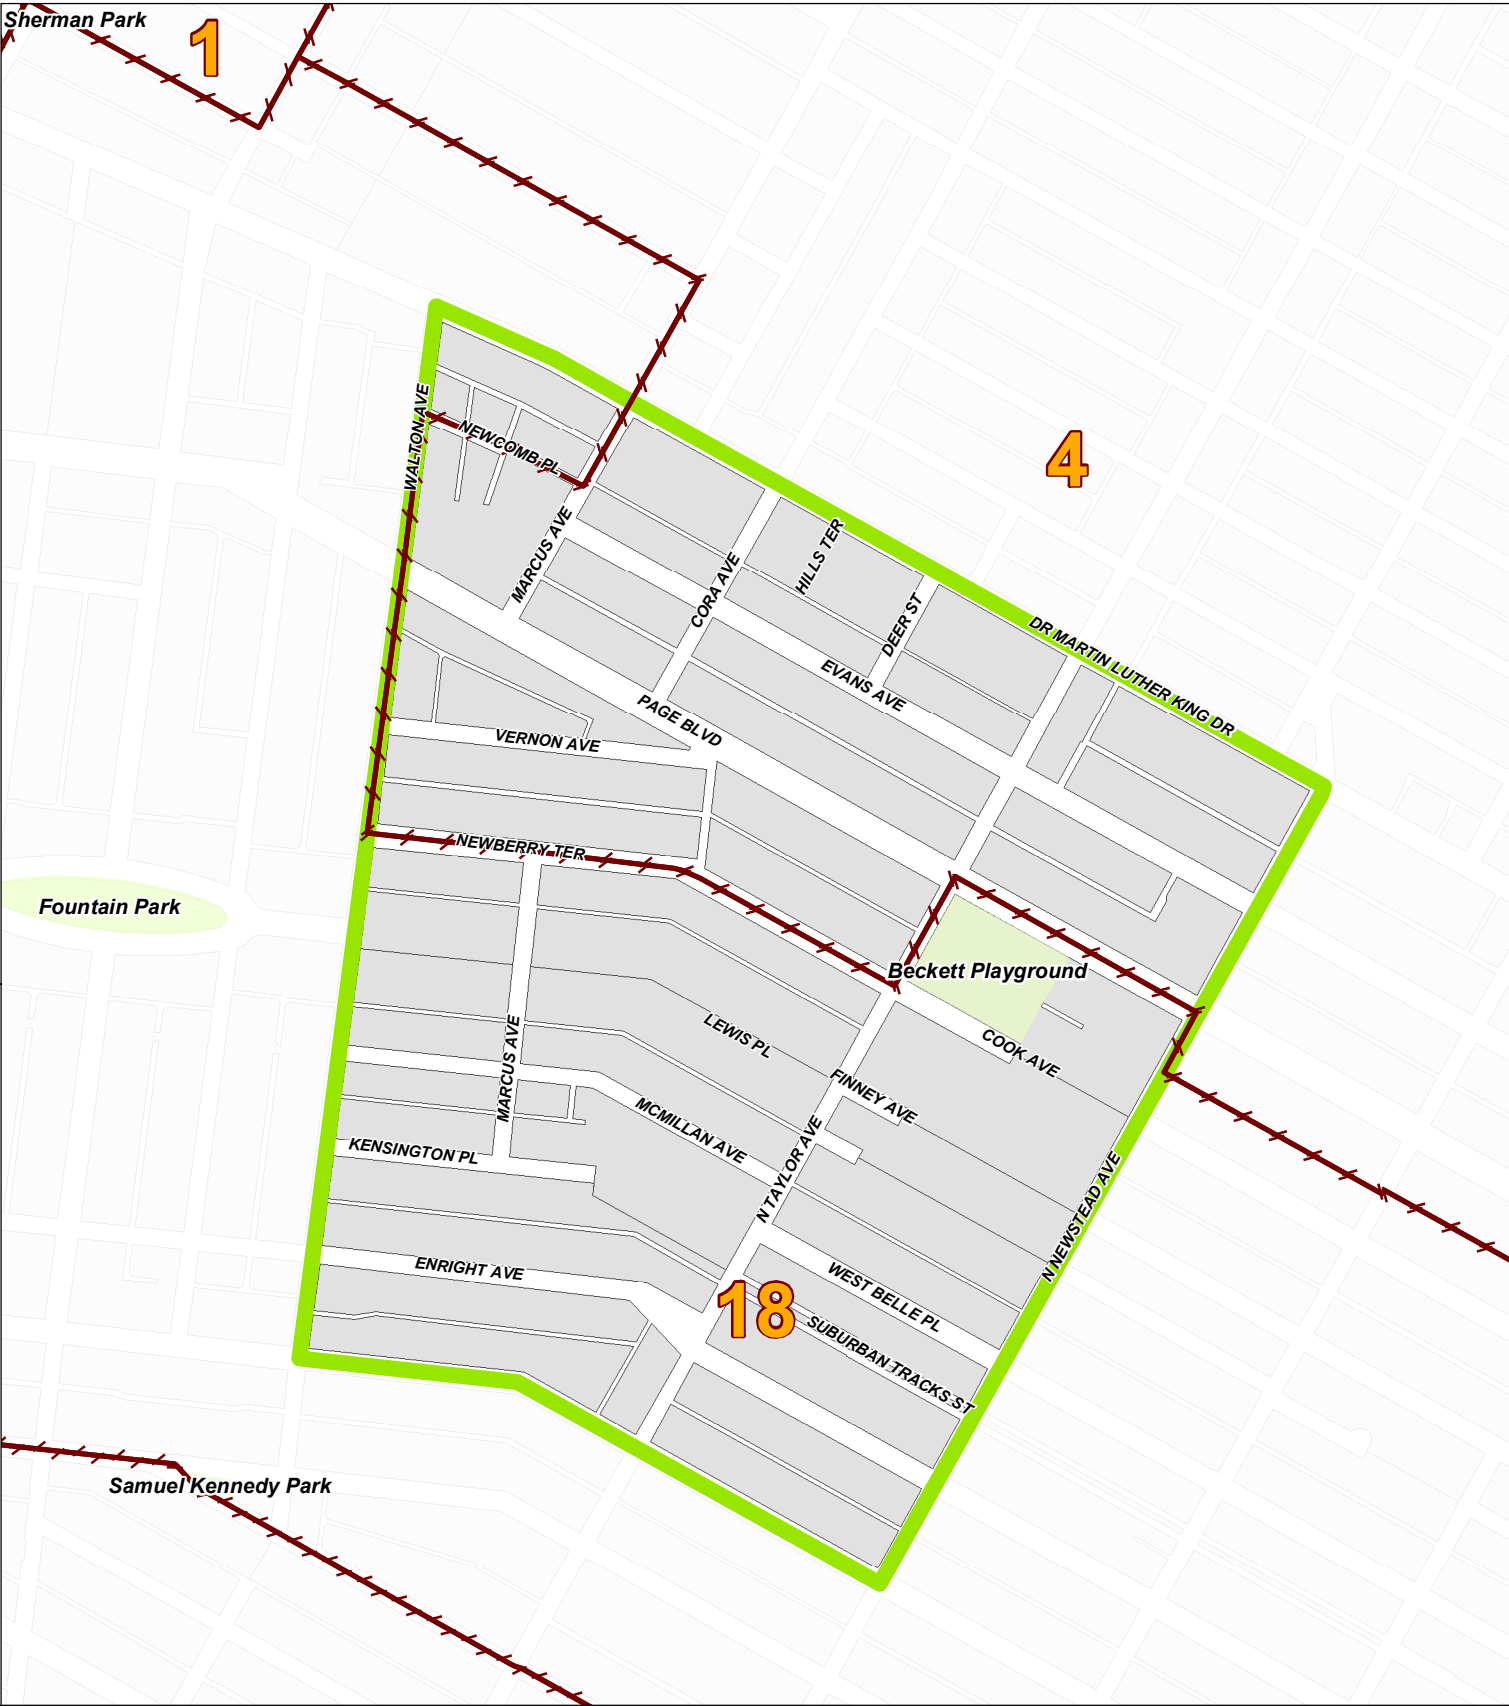 Sherman Park
1
WALTON AVE
NEWCOMB PL
4
MARCUS AVE
HILLS TER
CORA AVE
DEER ST
DR MARTIN LUTHER KING DR
EVANS AVE
PAGE BLVD
VERNON AVE
NEWBERRY TER
Fountain Park
Beckett Playground
LEWIS PL
COOK AVE
MARCUS AVE
FINNEY AVE
MCMILLAN AVE
KENSINGTON PL
N TAYLOR AVE
N NEWSTEAD AVE
ENRIGHT AVE
WEST BELLE PL
18
SUBURBAN TRACKS ST
Samuel Kennedy Park